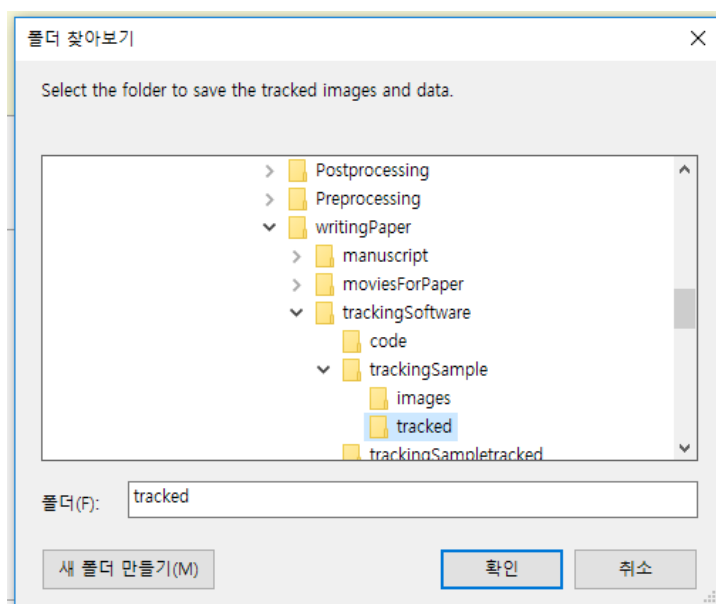 폴더 찾아보기
Select the folder to save the tracked images and data.
Postprocessing
Preprocessing
writingPaper
manuscript
moviesForPaper
trackingSoftware
code
trackingSample
images
tracked
trackingSampletracked
폴더(F): tracked
새 폴더 만들기(M) 확인 취소